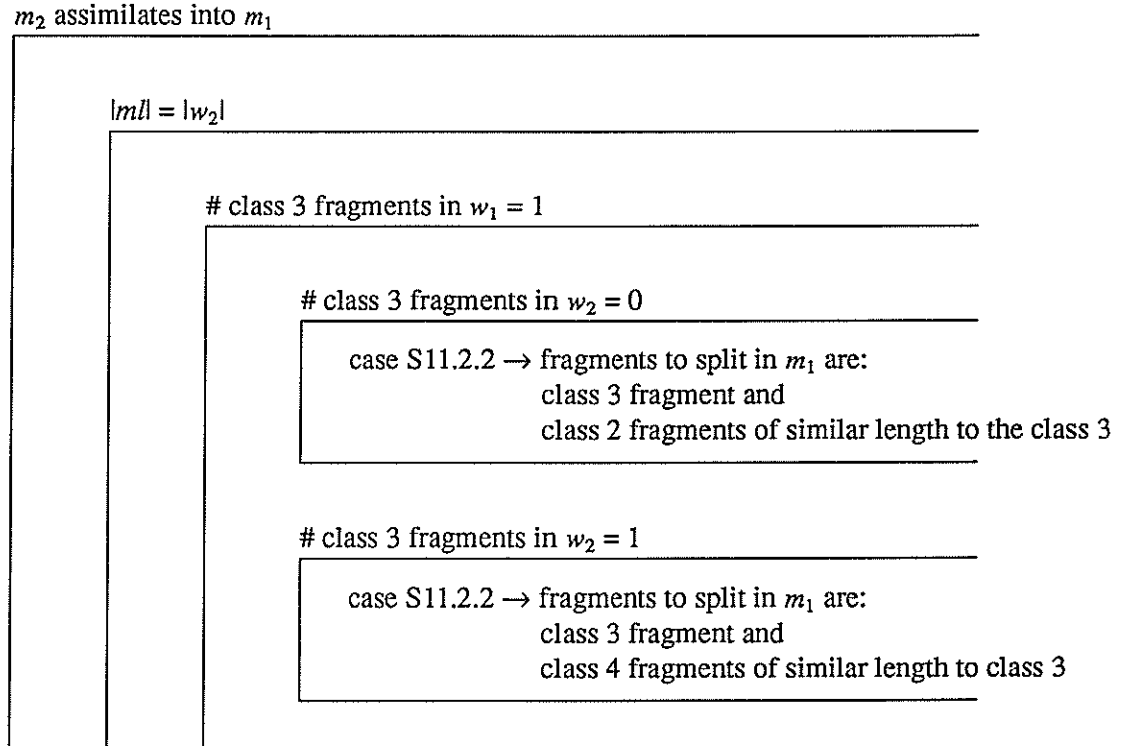 m₂ assimilates into m₁
|ml| = |w₂|
# class 3 fragments in w₁ = 1
# class 3 fragments in w₂ = 0
case S11.2.2 → fragments to split in m₁ are:
class 3 fragment and
class 2 fragments of similar length to the class 3
# class 3 fragments in w₂ = 1
case S11.2.2 → fragments to split in m₁ are:
class 3 fragment and
class 4 fragments of similar length to class 3